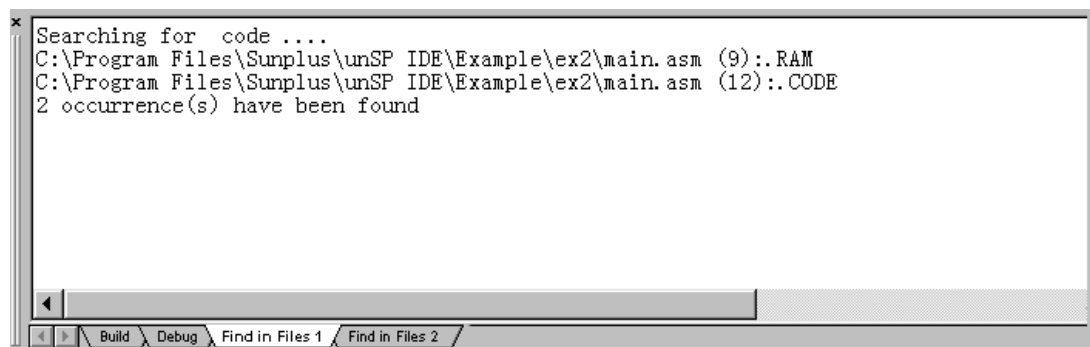 Searching for  code ....
C:\Program Files\Sunplus\unSP IDE\Example\ex2\main.asm (9):.RAM
C:\Program Files\Sunplus\unSP IDE\Example\ex2\main.asm (12):.CODE
2 occurrence(s) have been found
Build Debug Find in Files 1 Find in Files 2